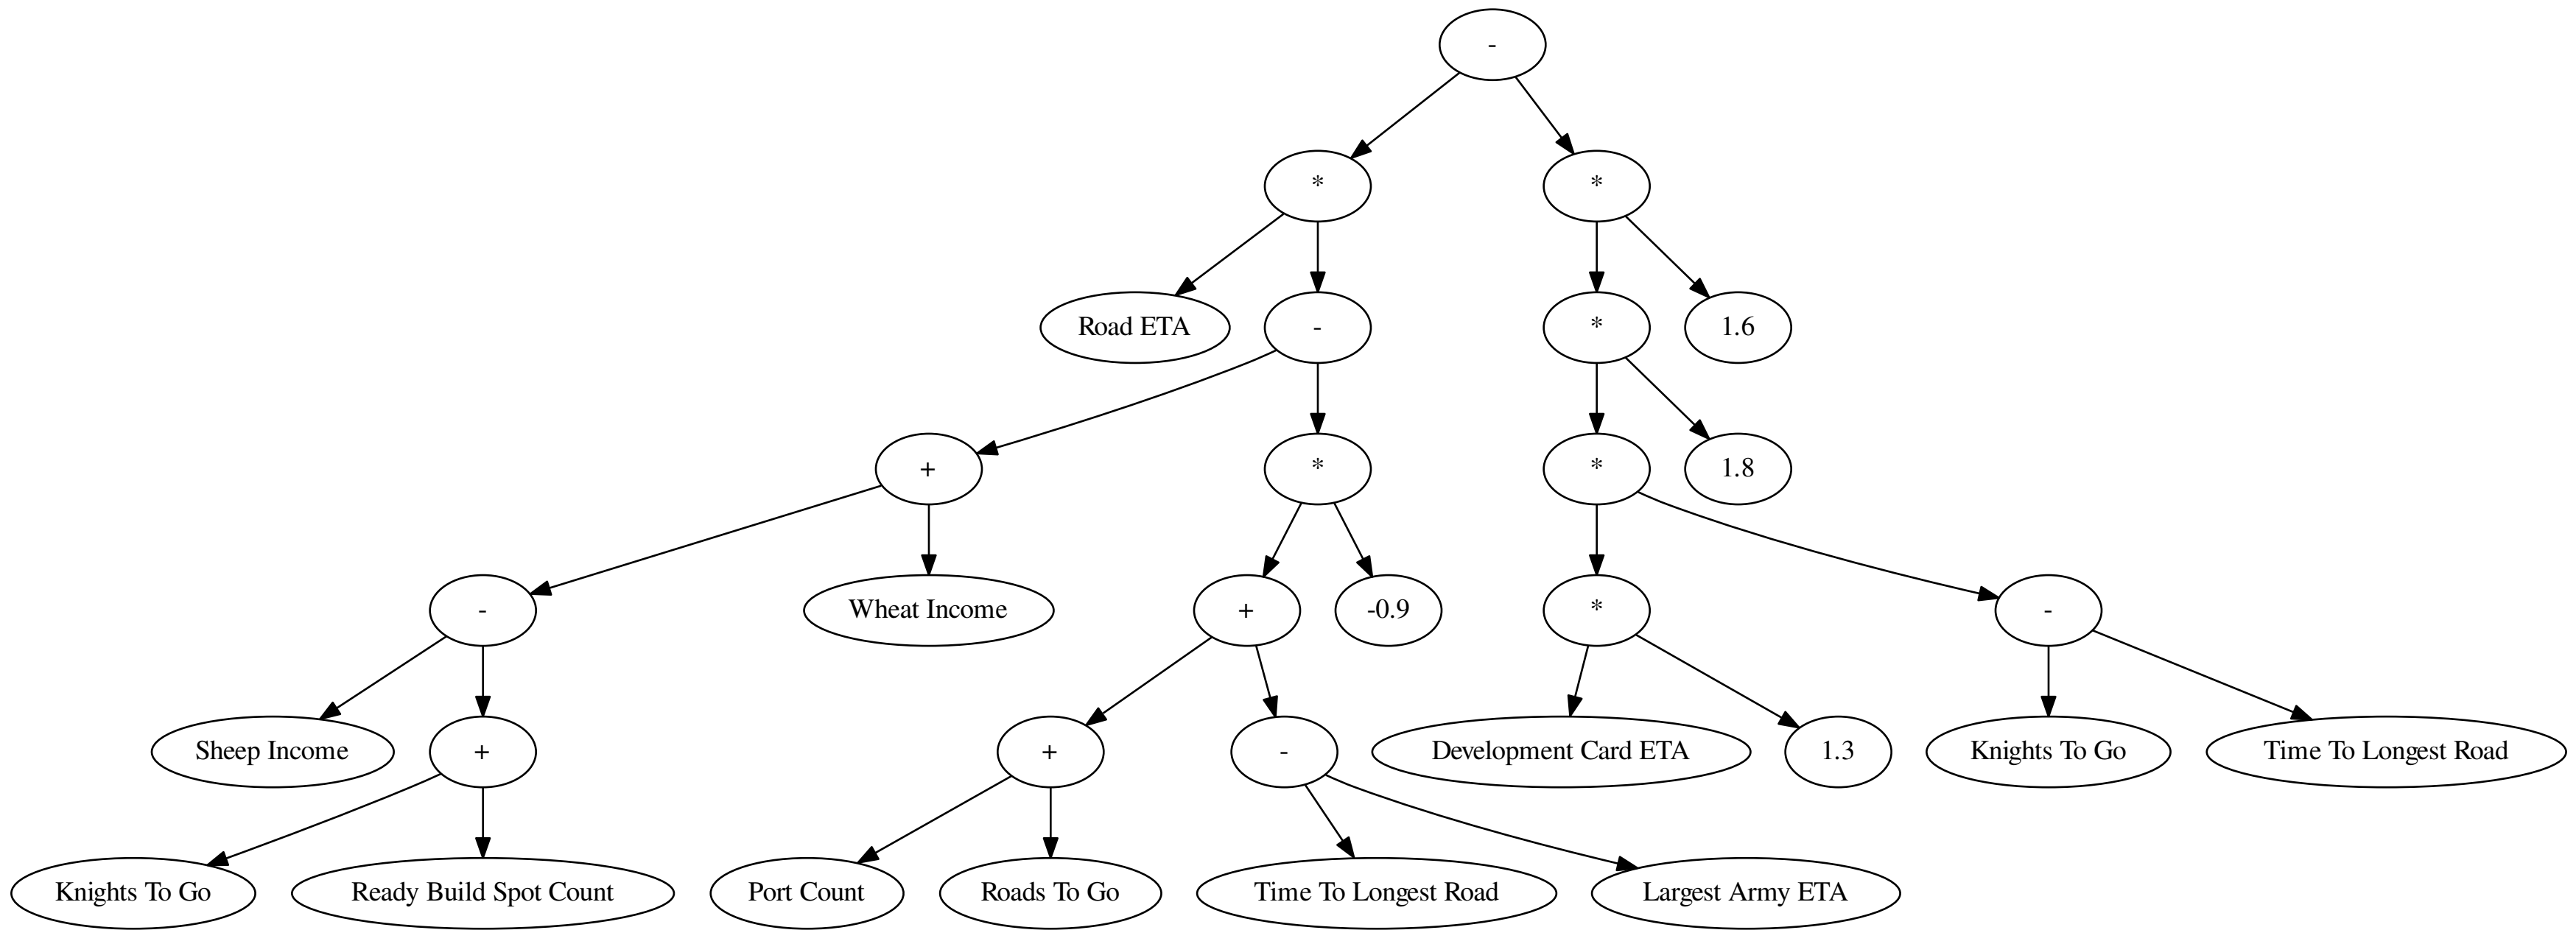 -
*
*
Road ETA
-
*
1.6
+
*
*
1.8
-
Wheat Income
+
-0.9
*
-
Sheep Income
+
+
-
Development Card ETA
1.3
Knights To Go
Time To Longest Road
Knights To Go
Ready Build Spot Count
Port Count
Roads To Go
Time To Longest Road
Largest Army ETA